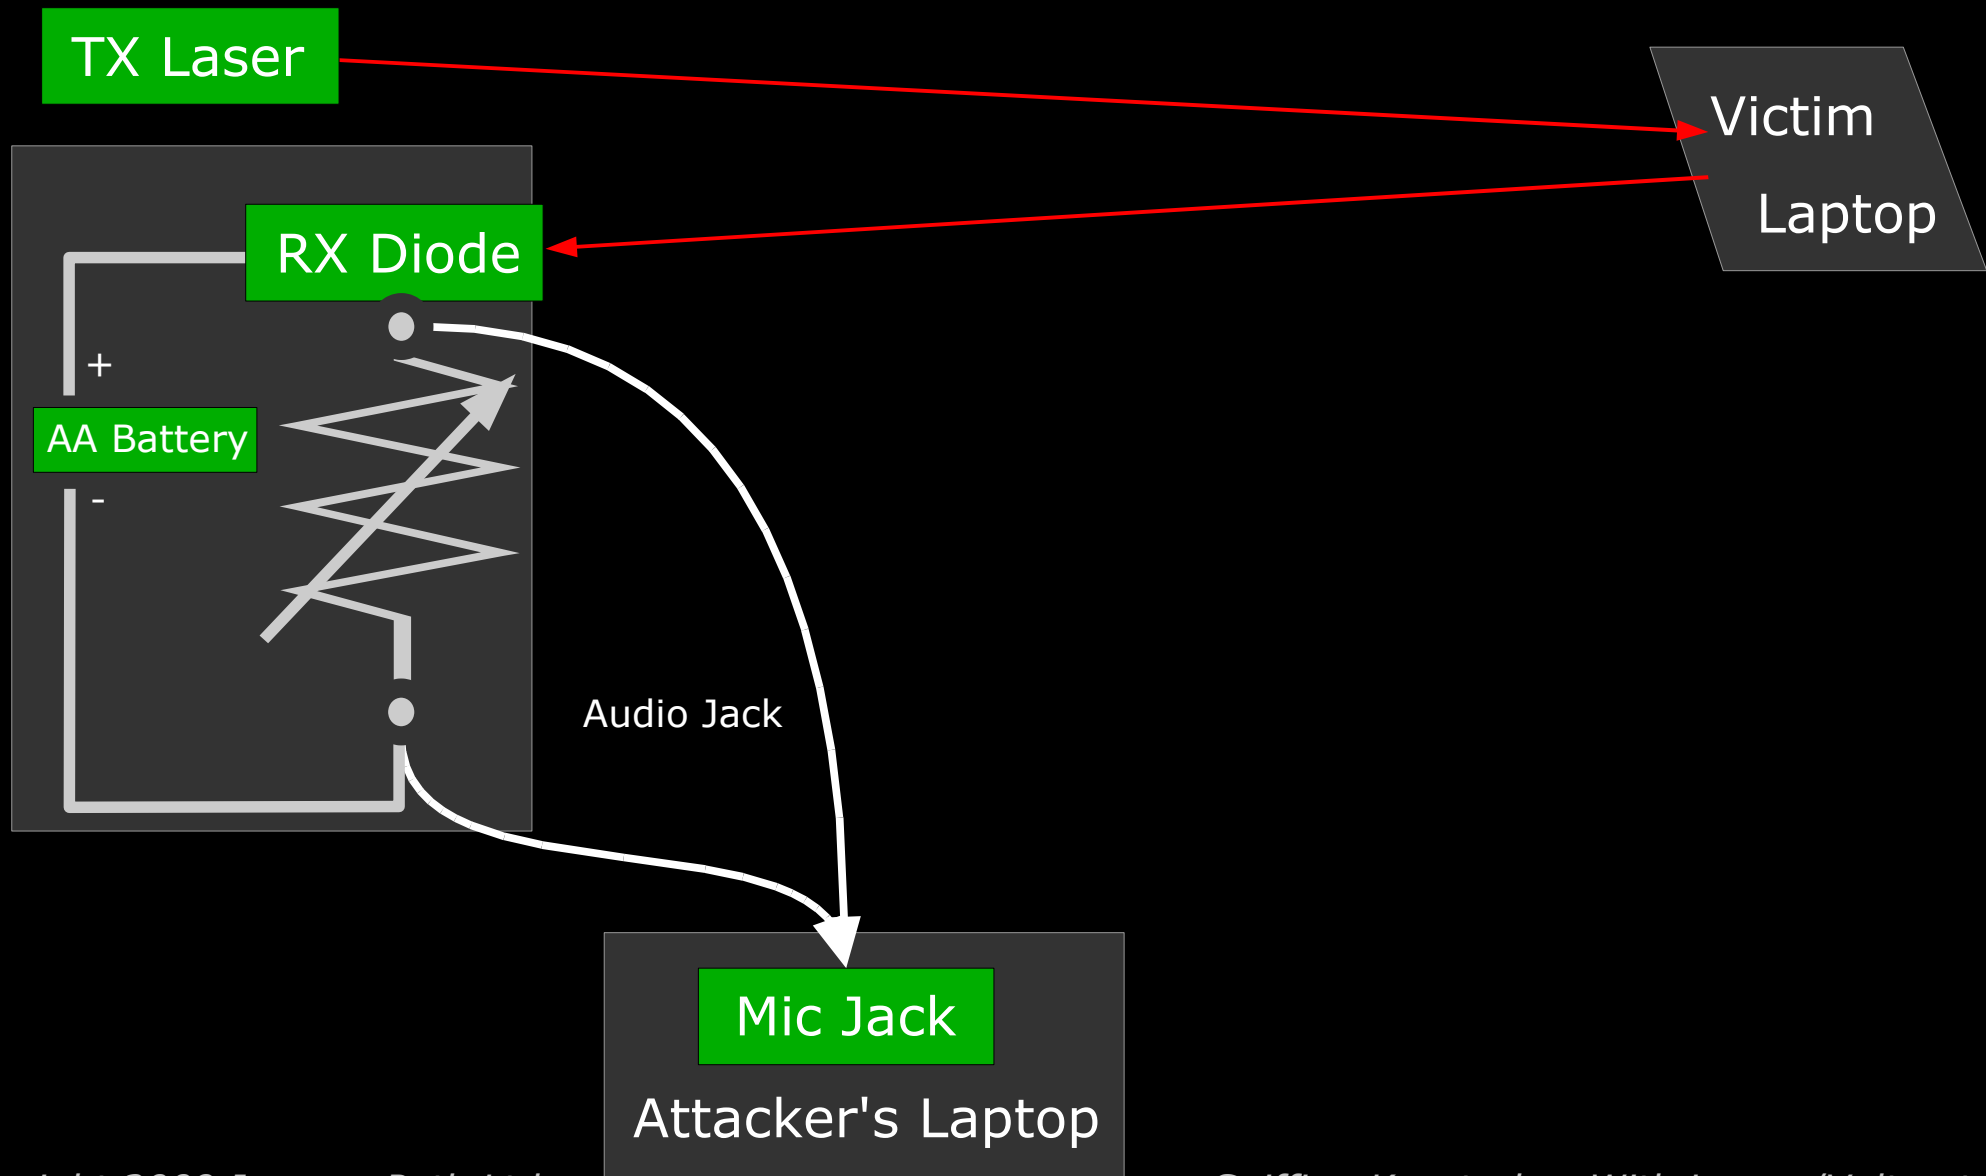 TX Laser
Victim
Laptop
RX Diode
+
AA Battery
-
Audio Jack
Mic Jack
Attacker's Laptop